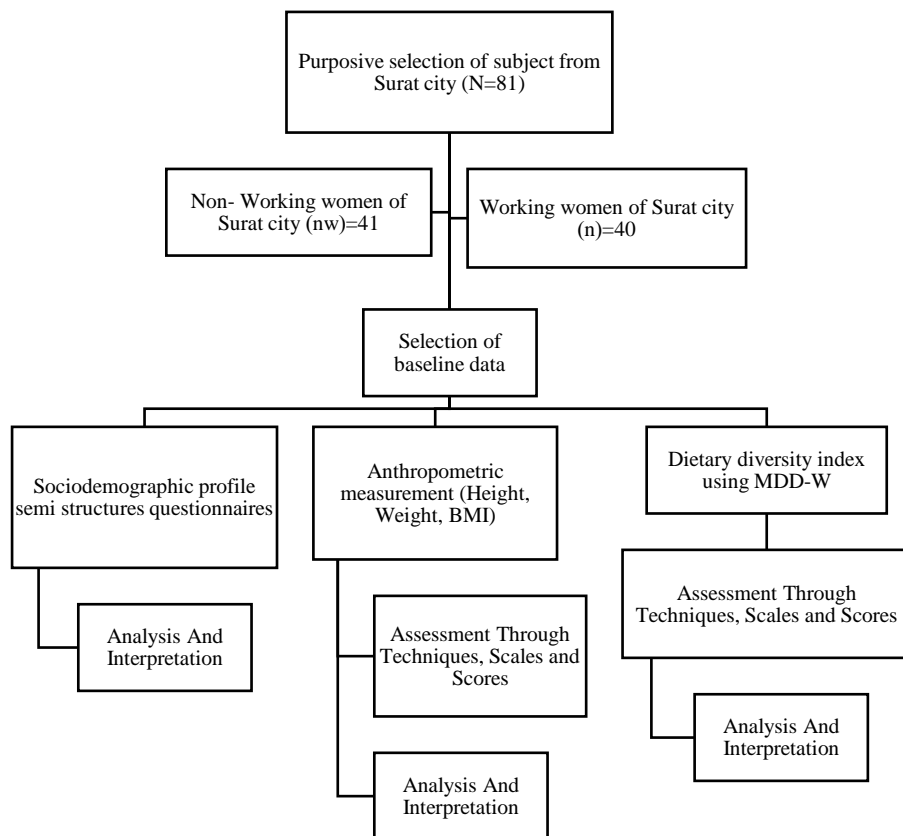 Purposive selection of subject from
Surat city (N=81)
Non- Working women of
Surat city (nw)=41
Working women of Surat city
(n)=40
Selection of
baseline data
Sociodemographic profile
semi structures questionnaires
Anthropometric
measurement (Height,
Weight, BMI)
Dietary diversity index
using MDD-W
Analysis And
Interpretation
Assessment Through
Techniques, Scales and
Scores
Analysis And
Interpretation
Assessment Through
Techniques, Scales and Scores
Analysis And
Interpretation